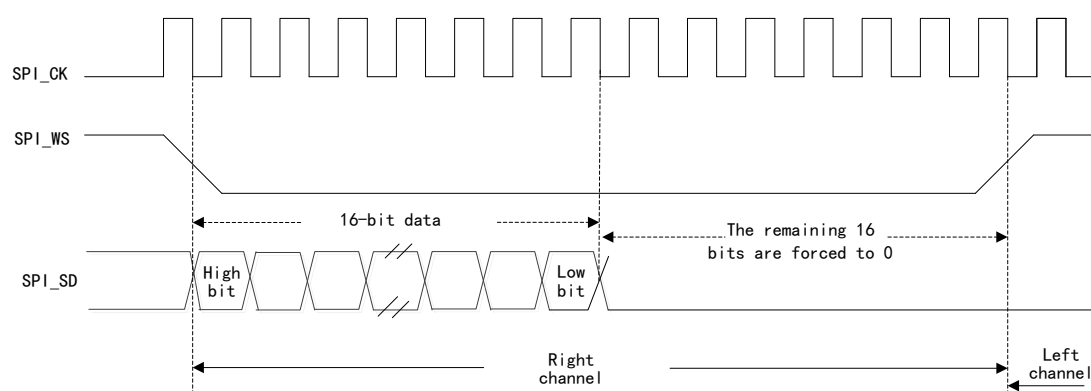 SPI_CK
SPI_WS
16-bit data
The remaining 16
bits are forced to 0
SPI_SD
High
bit
Low
bit
Right
channel
Left
channel